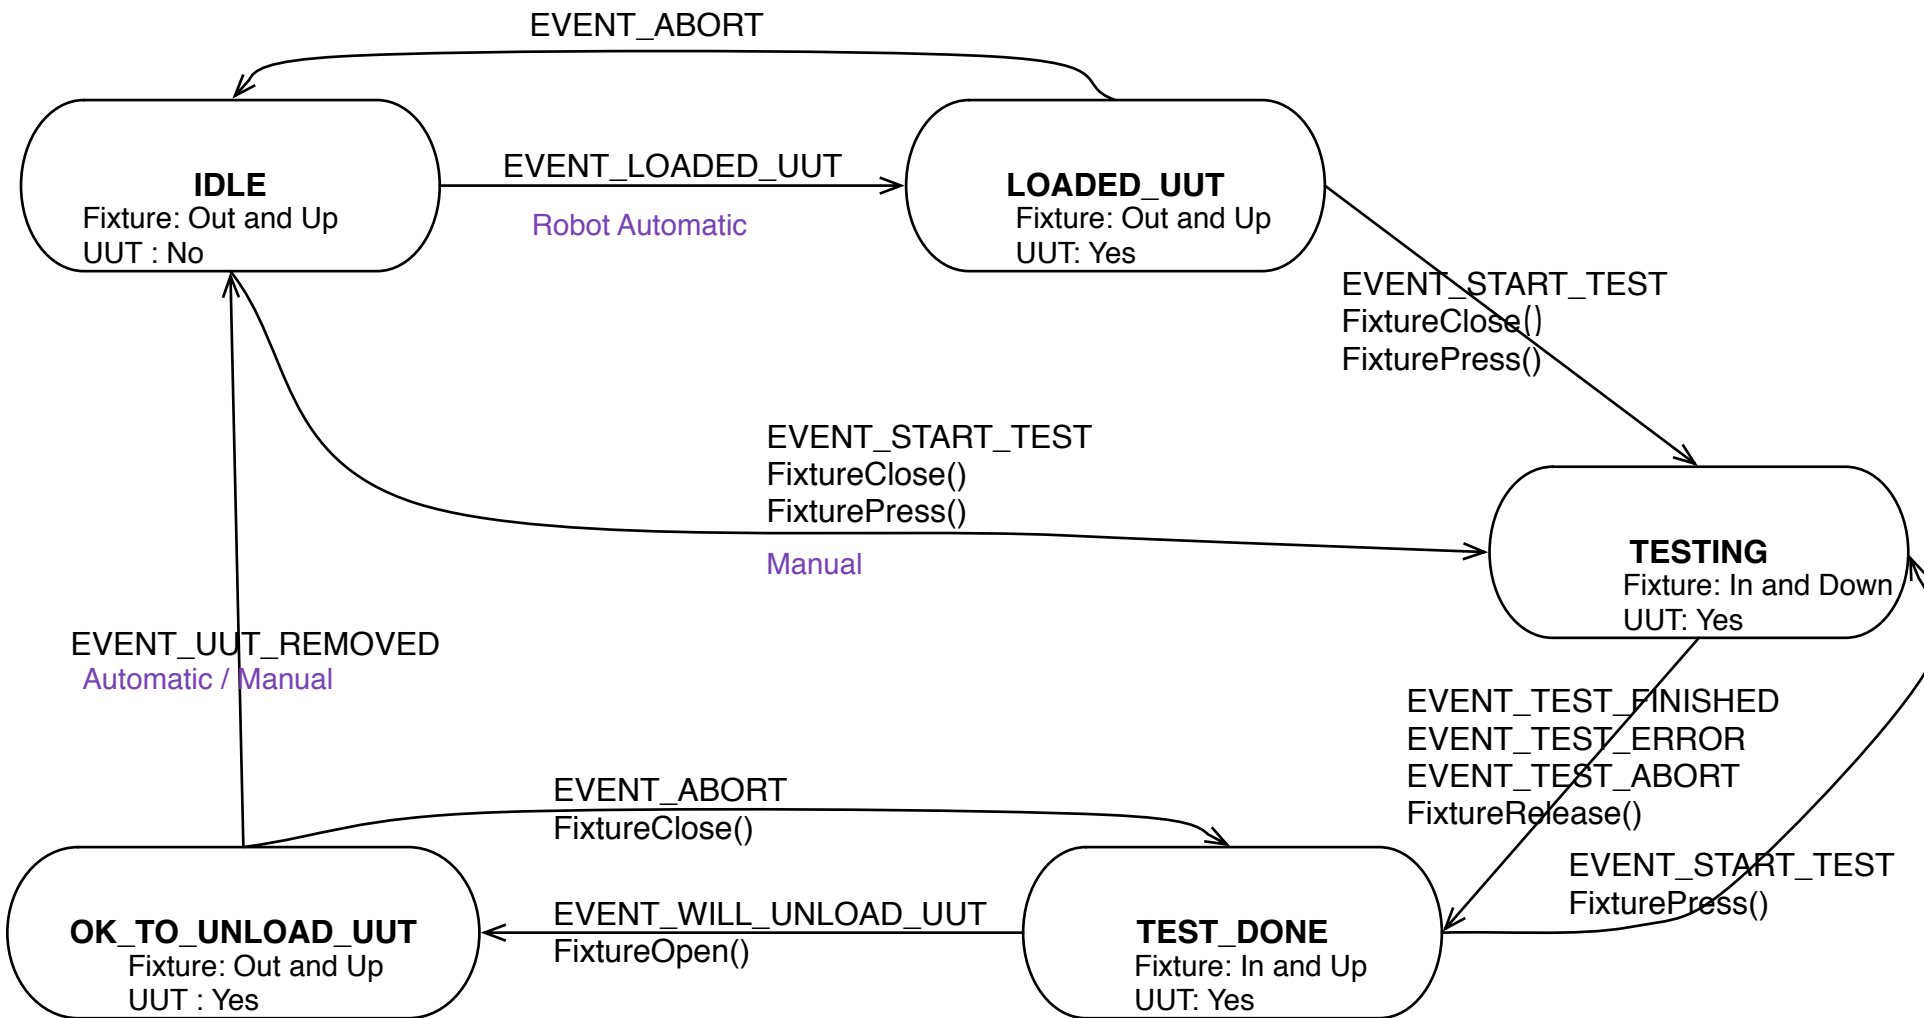 EVENT_ABORT
IDLE
Fixture: Out and Up
UUT : No
EVENT_LOADED_UUT
Robot Automatic
LOADED_UUT
Fixture: Out and Up
UUT: Yes
EVENT_START_TEST
FixtureClose()
FixturePress()
EVENT_START_TEST
FixtureClose()
FixturePress()
Manual
TESTING
Fixture: In and Down
UUT: Yes
EVENT_UUT_REMOVED
Automatic / Manual
EVENT_TEST_FINISHED
EVENT_TEST_ERROR
EVENT_TEST_ABORT
FixtureRelease()
EVENT_ABORT
FixtureClose()
EVENT_START_TEST
FixturePress()
OK_TO_UNLOAD_UUT
Fixture: Out and Up
UUT : Yes
EVENT_WILL_UNLOAD_UUT
FixtureOpen()
TEST_DONE
Fixture: In and Up
UUT: Yes